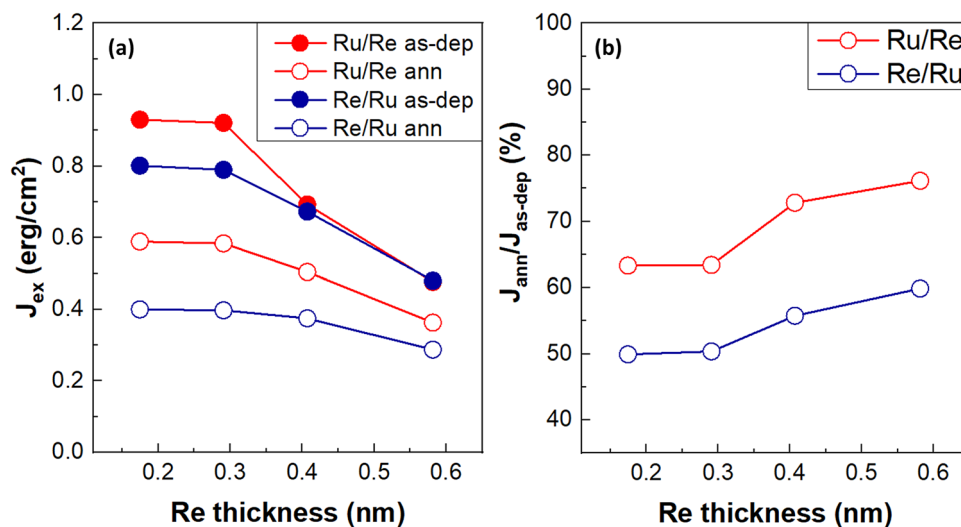 (a)
Ru/Re as-dep
Ru/Re ann
Re/Ru as-dep
Re/Ru ann
1.2
1.0
0.8
0.6
0.4
0.2
0.0
J_ex (erg/cm²)
0.2 0.3 0.4 0.5 0.6
Re thickness (nm)
(b)
Ru/Re
Re/Ru
100
90
80
70
60
50
40
J_ann/J_as-dep (%)
0.2 0.3 0.4 0.5 0.6
Re thickness (nm)